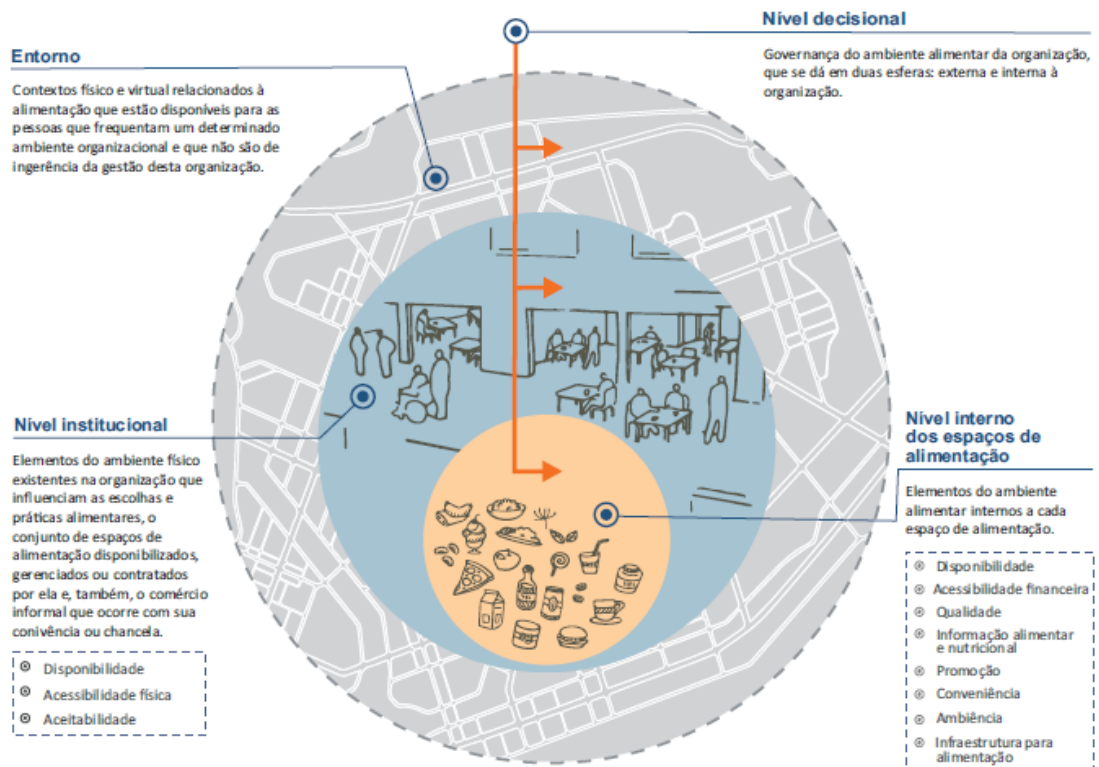 Nível decisional
Governança do ambiente alimentar da organização,
que se dá em duas esferas: externa e interna à
organização.
Entorno
Contextos físico e virtual relacionados à
alimentação que estão disponíveis para as
pessoas que frequentam um determinado
ambiente organizacional e que não são de
ingerência da gestão desta organização.
Nível institucional
Elementos do ambiente físico
existentes na organização que
influenciam as escolhas e
práticas alimentares, o
conjunto de espaços de
alimentação disponibilizados,
gerenciados ou contratados
por ela e, também, o comércio
informal que ocorre com sua
conivência ou chancela.
Disponibilidade
Acessibilidade física
Aceitabilidade
Nível interno
dos espaços de
alimentação
Elementos do ambiente
alimentar internos a cada
espaço de alimentação.
Disponibilidade
Acessibilidade financeira
Qualidade
Informação alimentar
e nutricional
Promoção
Conveniência
Ambiência
Infraestrutura para
alimentação